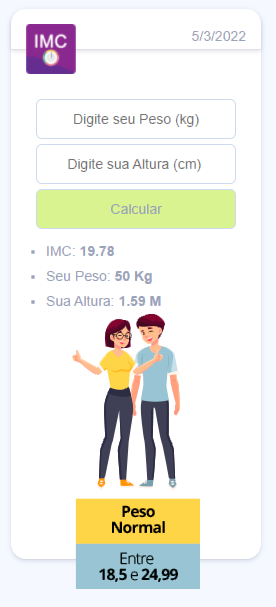 IMC
5/3/2022
Digite seu Peso (kg)
Digite sua Altura (cm)
Calcular
IMC: 19.78
Seu Peso: 50 Kg
Sua Altura: 1.59 M
Peso
Normal
Entre
18,5 e 24,99